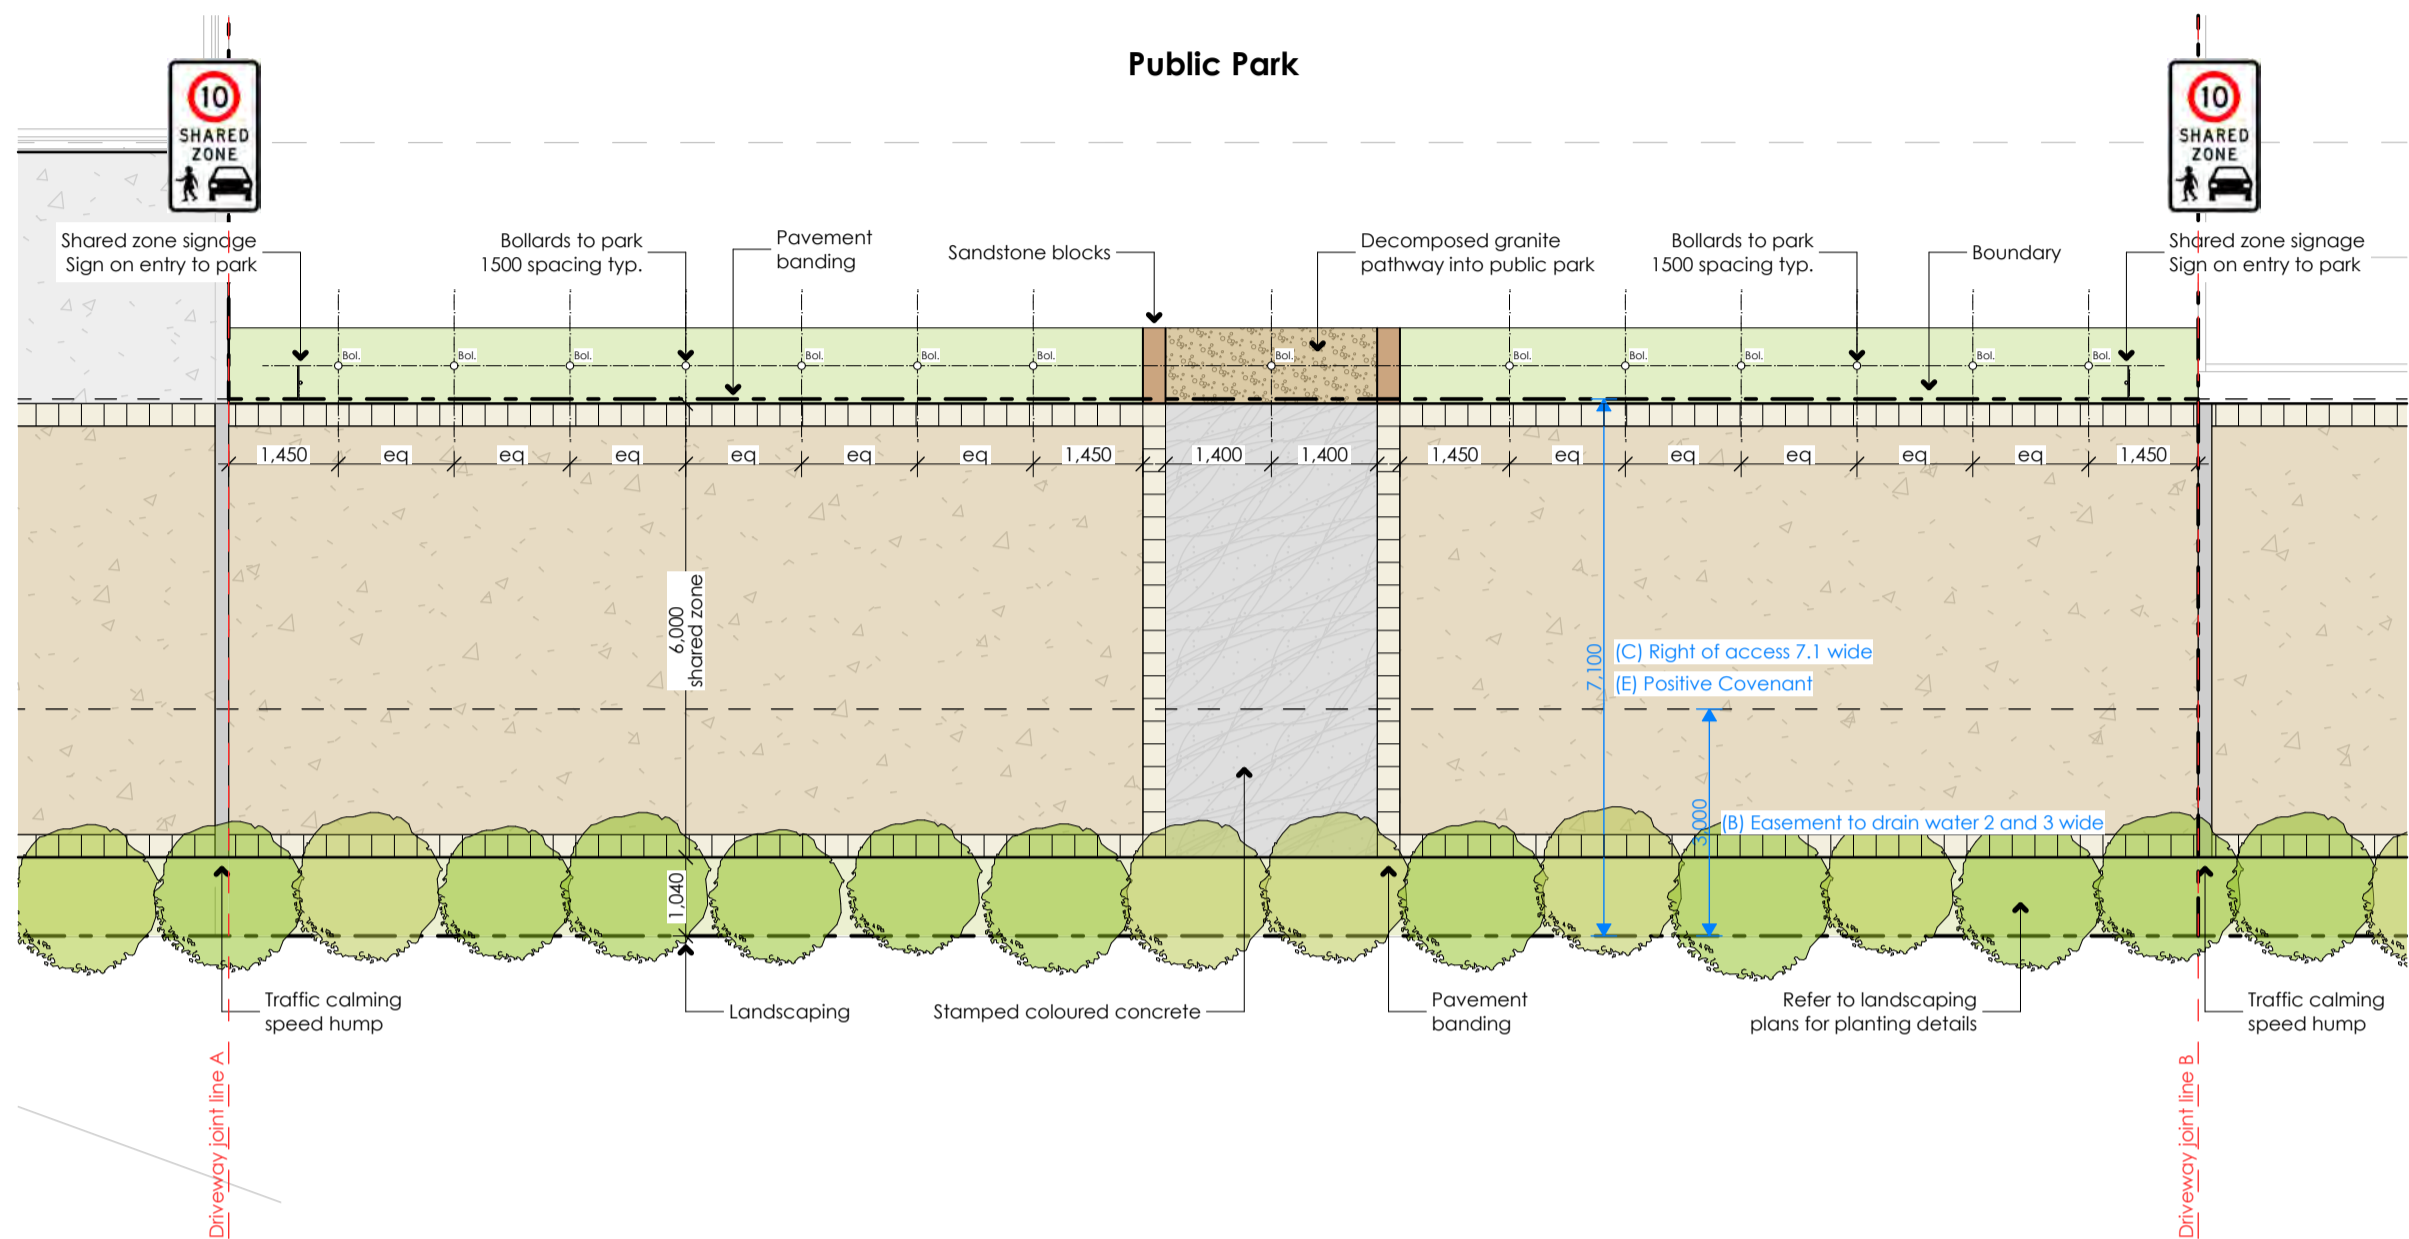 Public Park
10
SHARED
ZONE
10
SHARED
ZONE
Shared zone signage
Sign on entry to park
Bollards to park
1500 spacing typ.
Pavement
banding
Sandstone blocks
Decomposed granite
pathway into public park
Bollards to park
1500 spacing typ.
Boundary
Shared zone signage
Sign on entry to park
Bol.
Bol.
Bol.
Bol.
Bol.
Bol.
Bol.
Bol.
Bol.
Bol.
Bol.
Bol.
1,450
eq
eq
eq
eq
eq
eq
1,450
1,400
1,400
1,450
eq
eq
eq
eq
eq
1,450
6,000
shared zone
7,100
(C) Right of access 7.1 wide
(E) Positive Covenant
3,000
(B) Easement to drain water 2 and 3 wide
1,040
Traffic calming
speed hump
Landscaping
Stamped coloured concrete
Pavement
banding
Refer to landscaping
plans for planting details
Traffic calming
speed hump
Driveway joint line A
Driveway joint line B